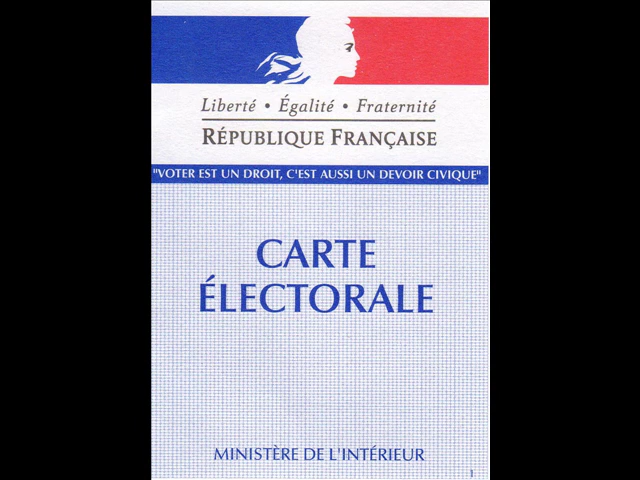 Liberté • Égalité • Fraternité
RÉPUBLIQUE FRANÇAISE
"VOTER EST UN DROIT, C'EST AUSSI UN DEVOIR CIVIQUE"
CARTE
ÉLECTORALE
MINISTÈRE DE L'INTÉRIEUR
1